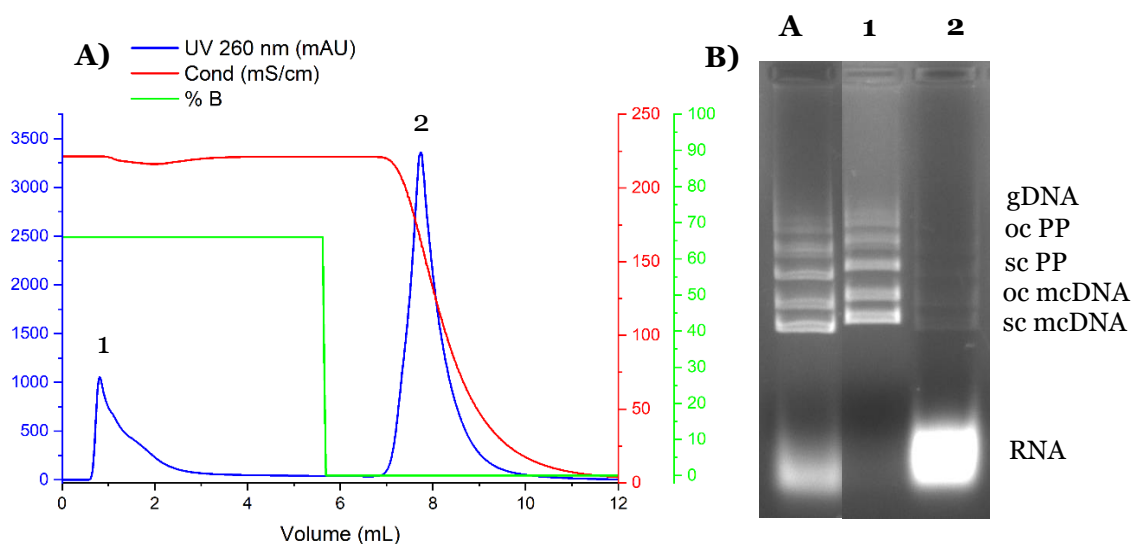 A)
UV 260 nm (mAU)
Cond (mS/cm)
% B
1
2
3500
3000
2500
2000
1500
1000
500
0
0 2 4 6 8 10 12
Volume (mL)
250
200
150
100
50
0
100
90
80
70
60
50
40
30
20
10
0
B)
A 1 2
gDNA
oc PP
sc PP
oc mcDNA
sc mcDNA
RNA